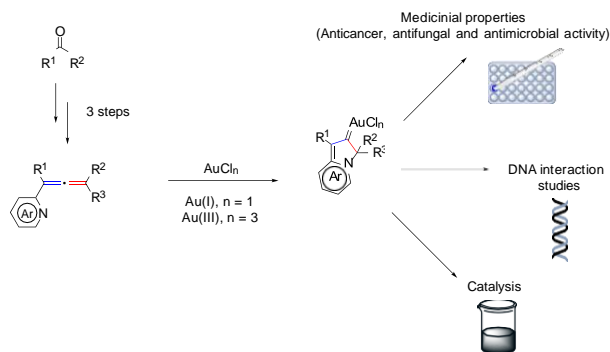 Medicinial properties
(Anticancer, antifungal and antimicrobial activity)
O
R¹ R²
3 steps
R¹ R²
R³
Ar N
AuClₙ
Au(I), n = 1
Au(III), n = 3
AuClₙ
R¹ R²
R³
N
Ar
DNA interaction
studies
Catalysis